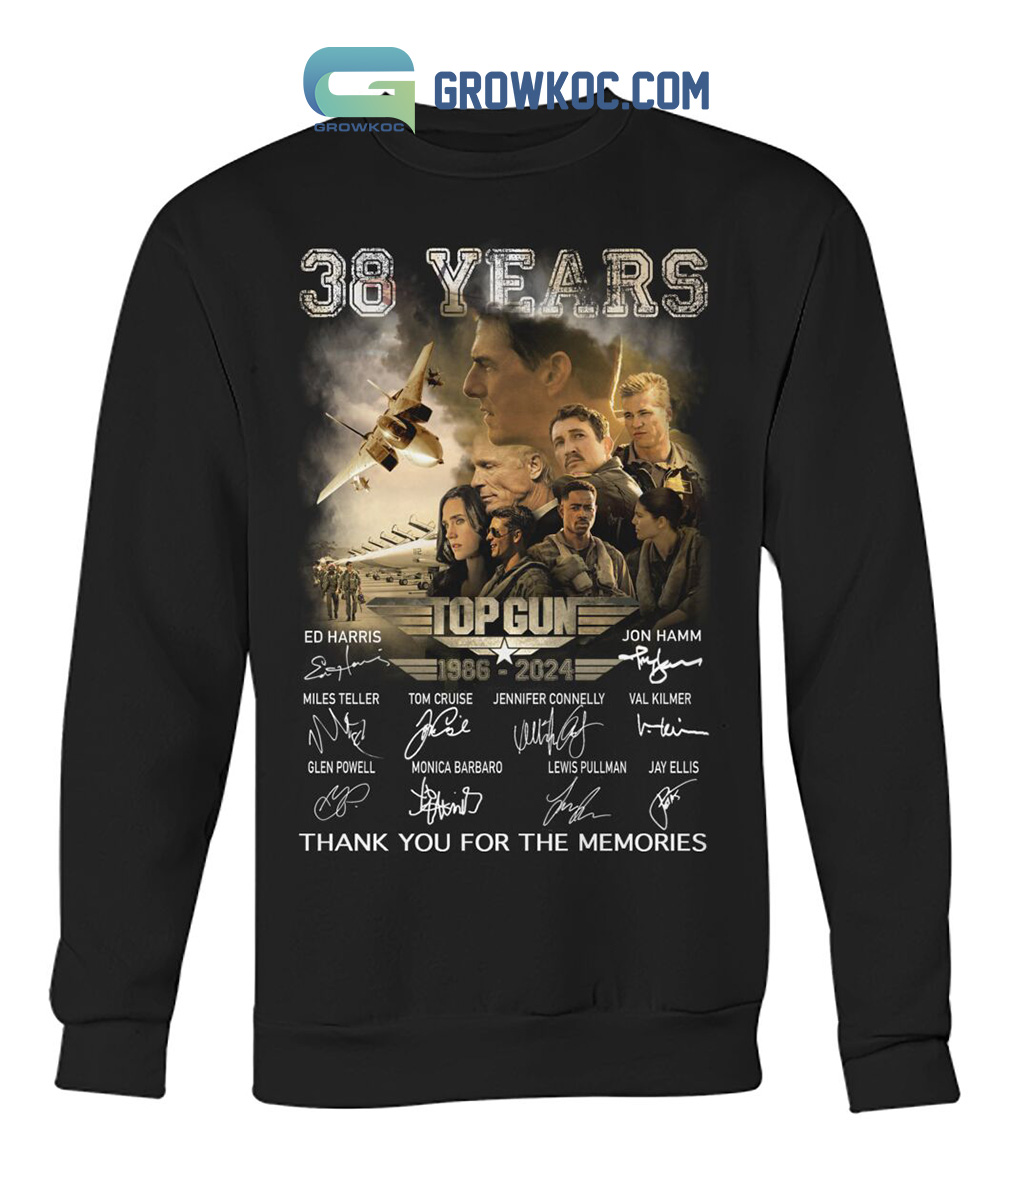 GROWKOC.COM
GROWKOC
38 YEARS
TOP GUN
ED HARRIS JON HAMM
1986 - 2024
MILES TELLER TOM CRUISE JENNIFER CONNELLY VAL KILMER
GLEN POWELL MONICA BARBARO LEWIS PULLMAN JAY ELLIS
THANK YOU FOR THE MEMORIES